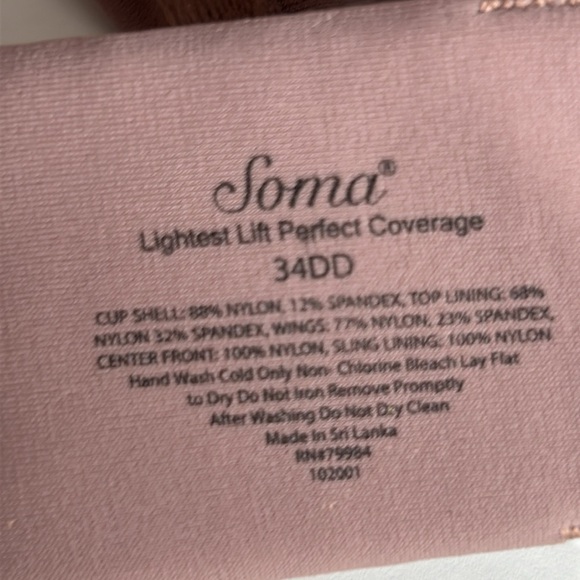 Soma®
Lightest Lift Perfect Coverage
34DD
CUP SHELL: 88% NYLON, 12% SPANDEX, TOP LINING: 68%
NYLON 32% SPANDEX, WINGS: 77% NYLON, 23% SPANDEX,
CENTER FRONT: 100% NYLON, SLING LINING: 100% NYLON
Hand Wash Cold Only Non- Chlorine Bleach Lay Flat
to Dry Do Not Iron Remove Promptly
After Washing Do Not Dry Clean
Made In Sri Lanka
RN#79984
102001